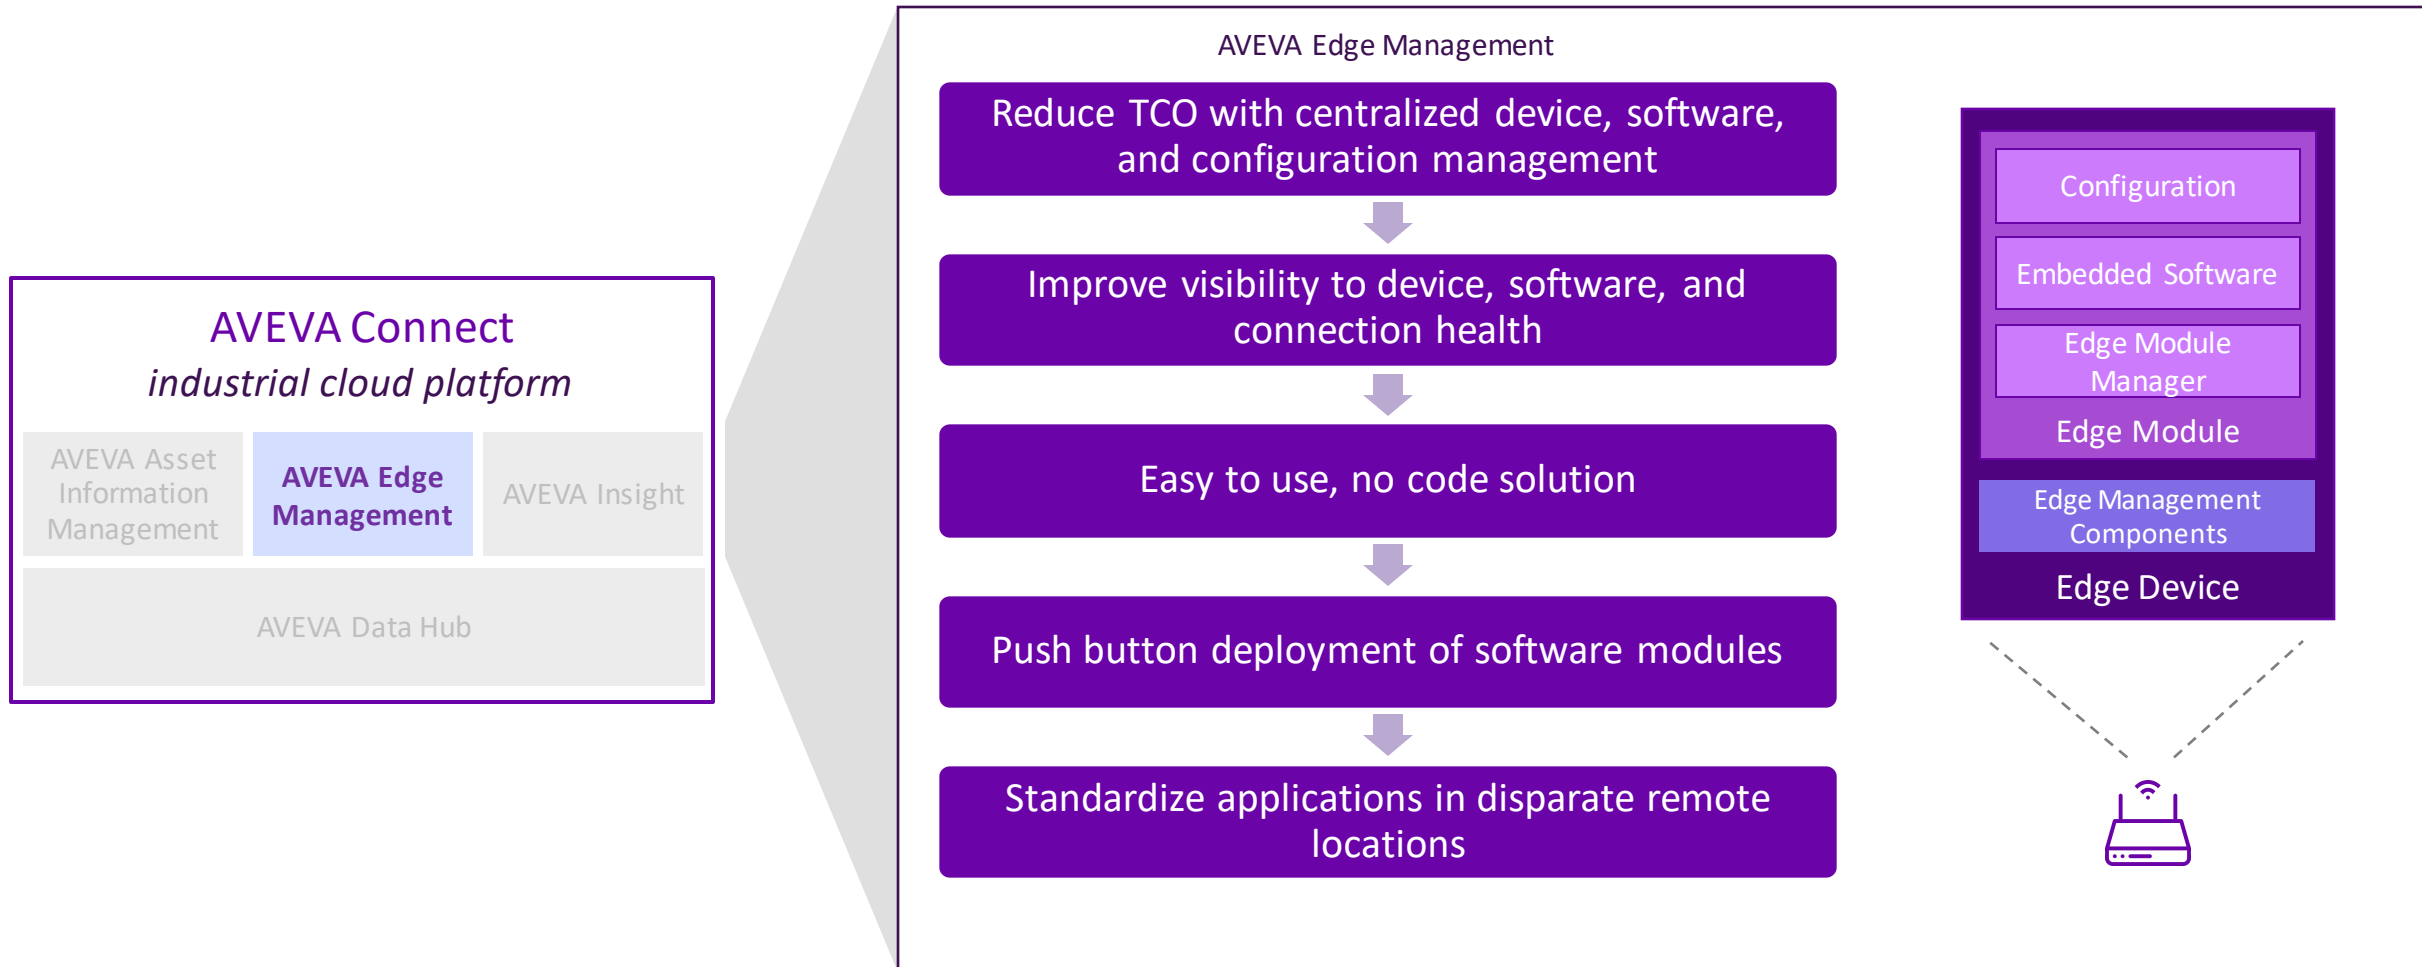 AVEVA Connect
industrial cloud platform
AVEVA Asset
Information
Management
AVEVA Edge
Management
AVEVA Insight
AVEVA Data Hub
AVEVA Edge Management
Reduce TCO with centralized device, software,
and configuration management
Improve visibility to device, software, and
connection health
Easy to use, no code solution
Push button deployment of software modules
Standardize applications in disparate remote
locations
Configuration
Embedded Software
Edge Module
Manager
Edge Module
Edge Management
Components
Edge Device